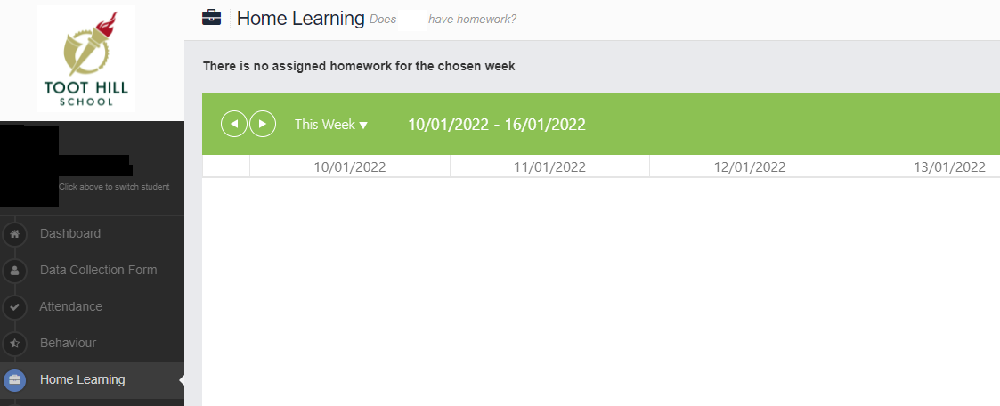 TOOT HILL
SCHOOL
Click above to switch student
Dashboard
Data Collection Form
Attendance
Behaviour
Home Learning
Home Learning Does have homework?
There is no assigned homework for the chosen week
This Week 10/01/2022 - 16/01/2022
10/01/2022 11/01/2022 12/01/2022 13/01/2022